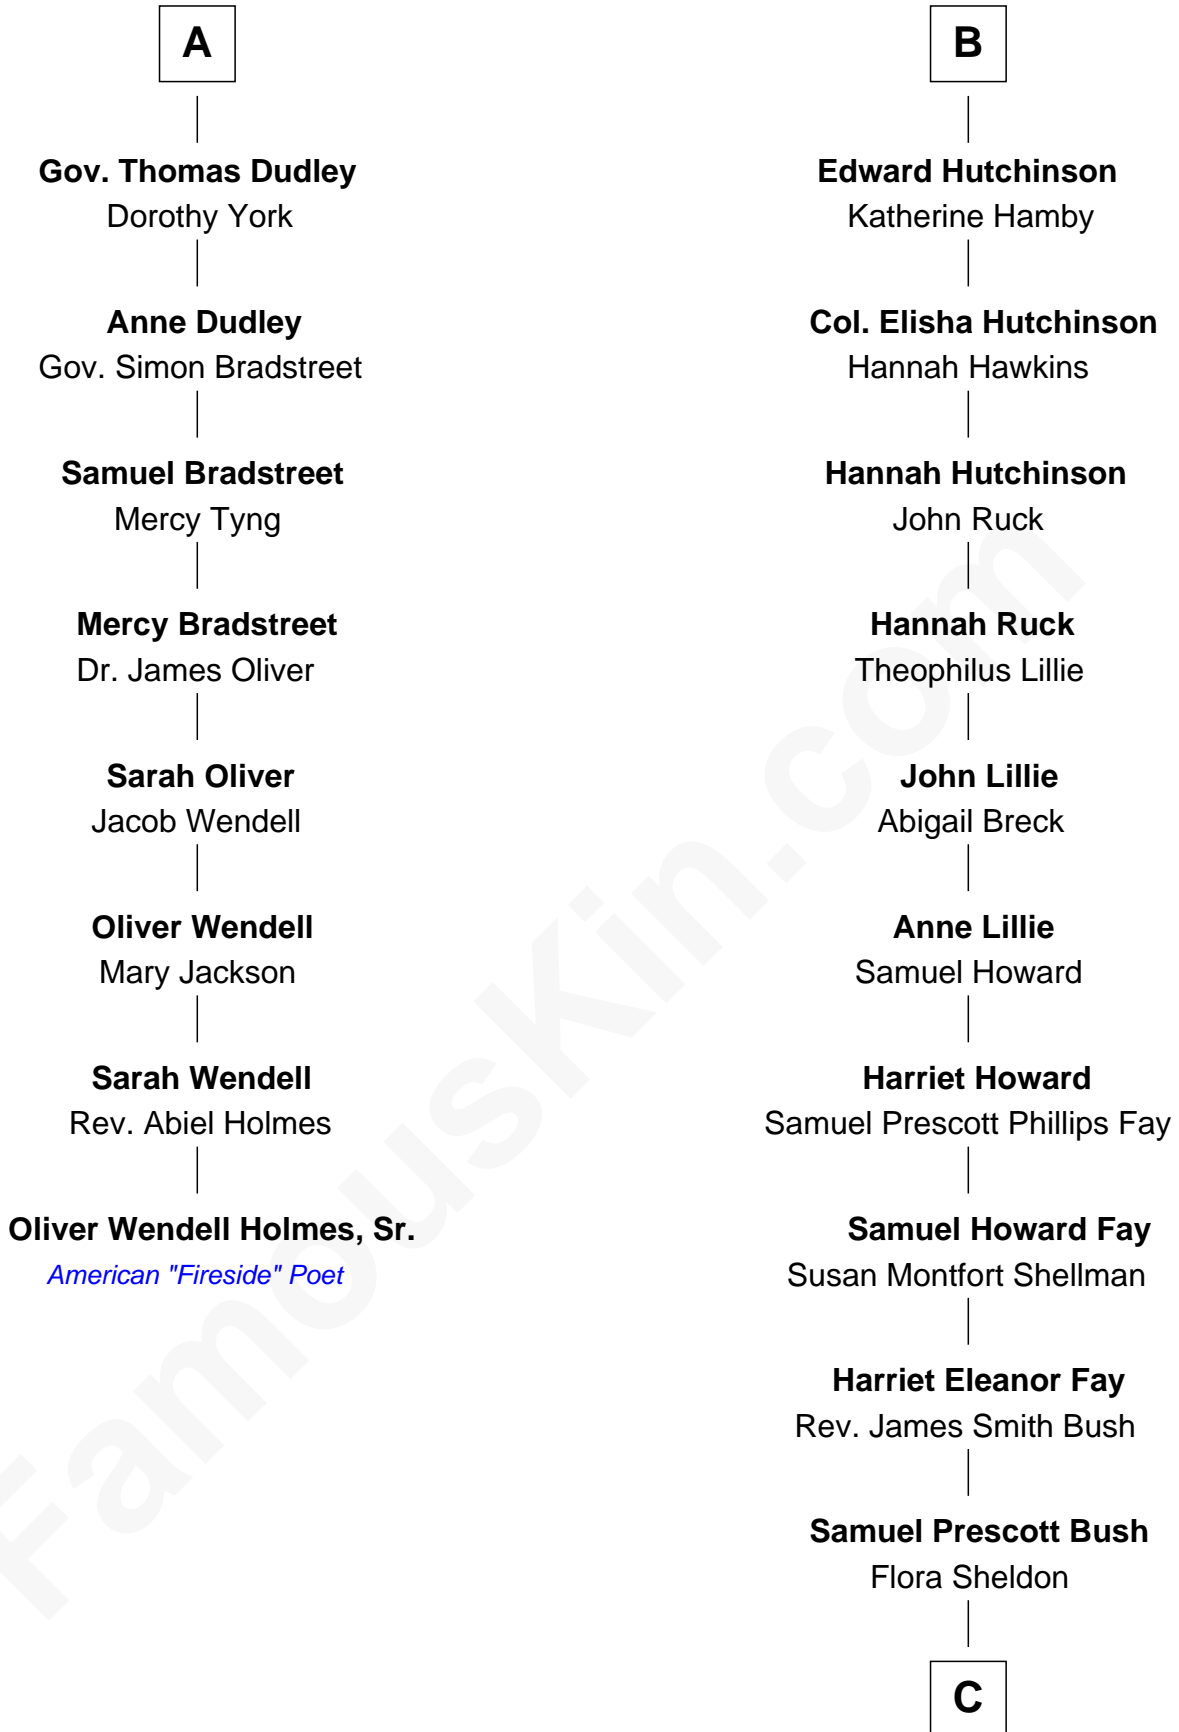 A
Gov. Thomas Dudley
Dorothy York
Anne Dudley
Gov. Simon Bradstreet
Samuel Bradstreet
Mercy Tyng
Mercy Bradstreet
Dr. James Oliver
Sarah Oliver
Jacob Wendell
Oliver Wendell
Mary Jackson
Sarah Wendell
Rev. Abiel Holmes
Oliver Wendell Holmes, Sr.
American "Fireside" Poet
B
Edward Hutchinson
Katherine Hamby
Col. Elisha Hutchinson
Hannah Hawkins
Hannah Hutchinson
John Ruck
Hannah Ruck
Theophilus Lillie
John Lillie
Abigail Breck
Anne Lillie
Samuel Howard
Harriet Howard
Samuel Prescott Phillips Fay
Samuel Howard Fay
Susan Montfort Shellman
Harriet Eleanor Fay
Rev. James Smith Bush
Samuel Prescott Bush
Flora Sheldon
C
FamousKin.com